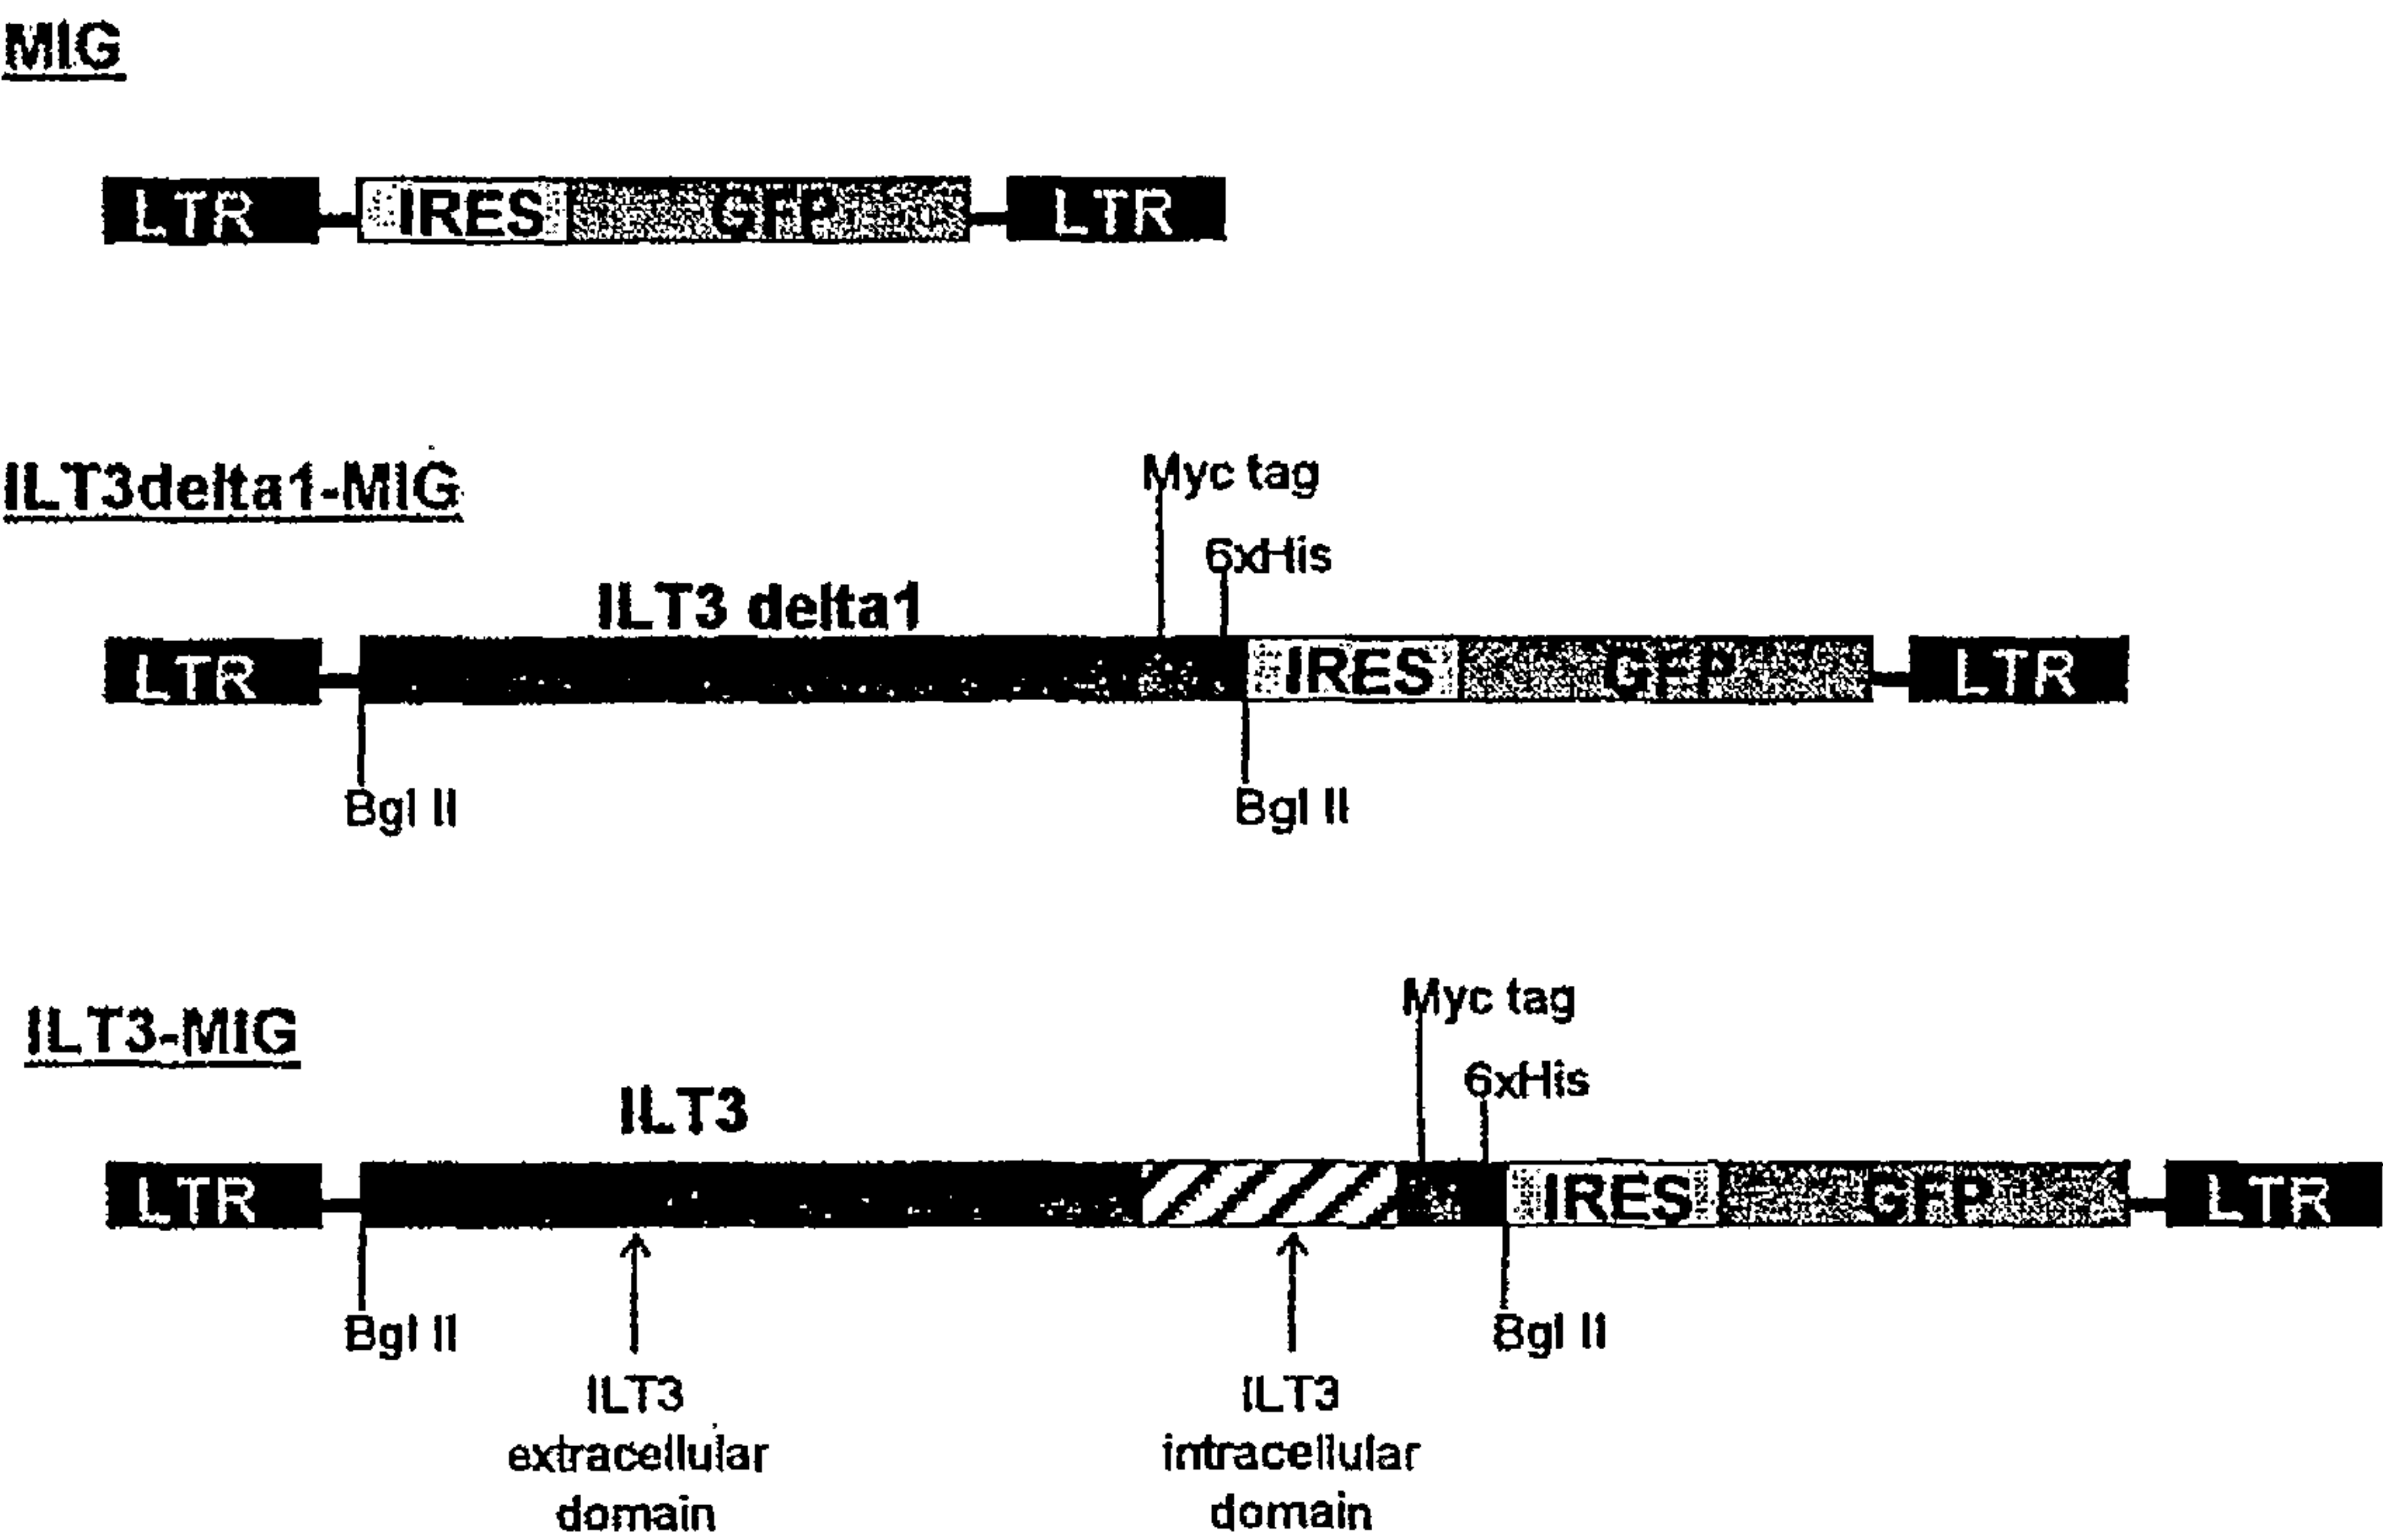 MIG
LTR IRES GFP LTR
ILT3delta1-MIG
Myc tag
6xHis
ILT3 delta1
LTR IRES GFP LTR
Bgl II Bgl II
ILT3-MIG
Myc tag
6xHis
ILT3
LTR IRES GFP LTR
Bgl II Bgl II
ILT3 ILT3
extracellular intracellular
domain domain